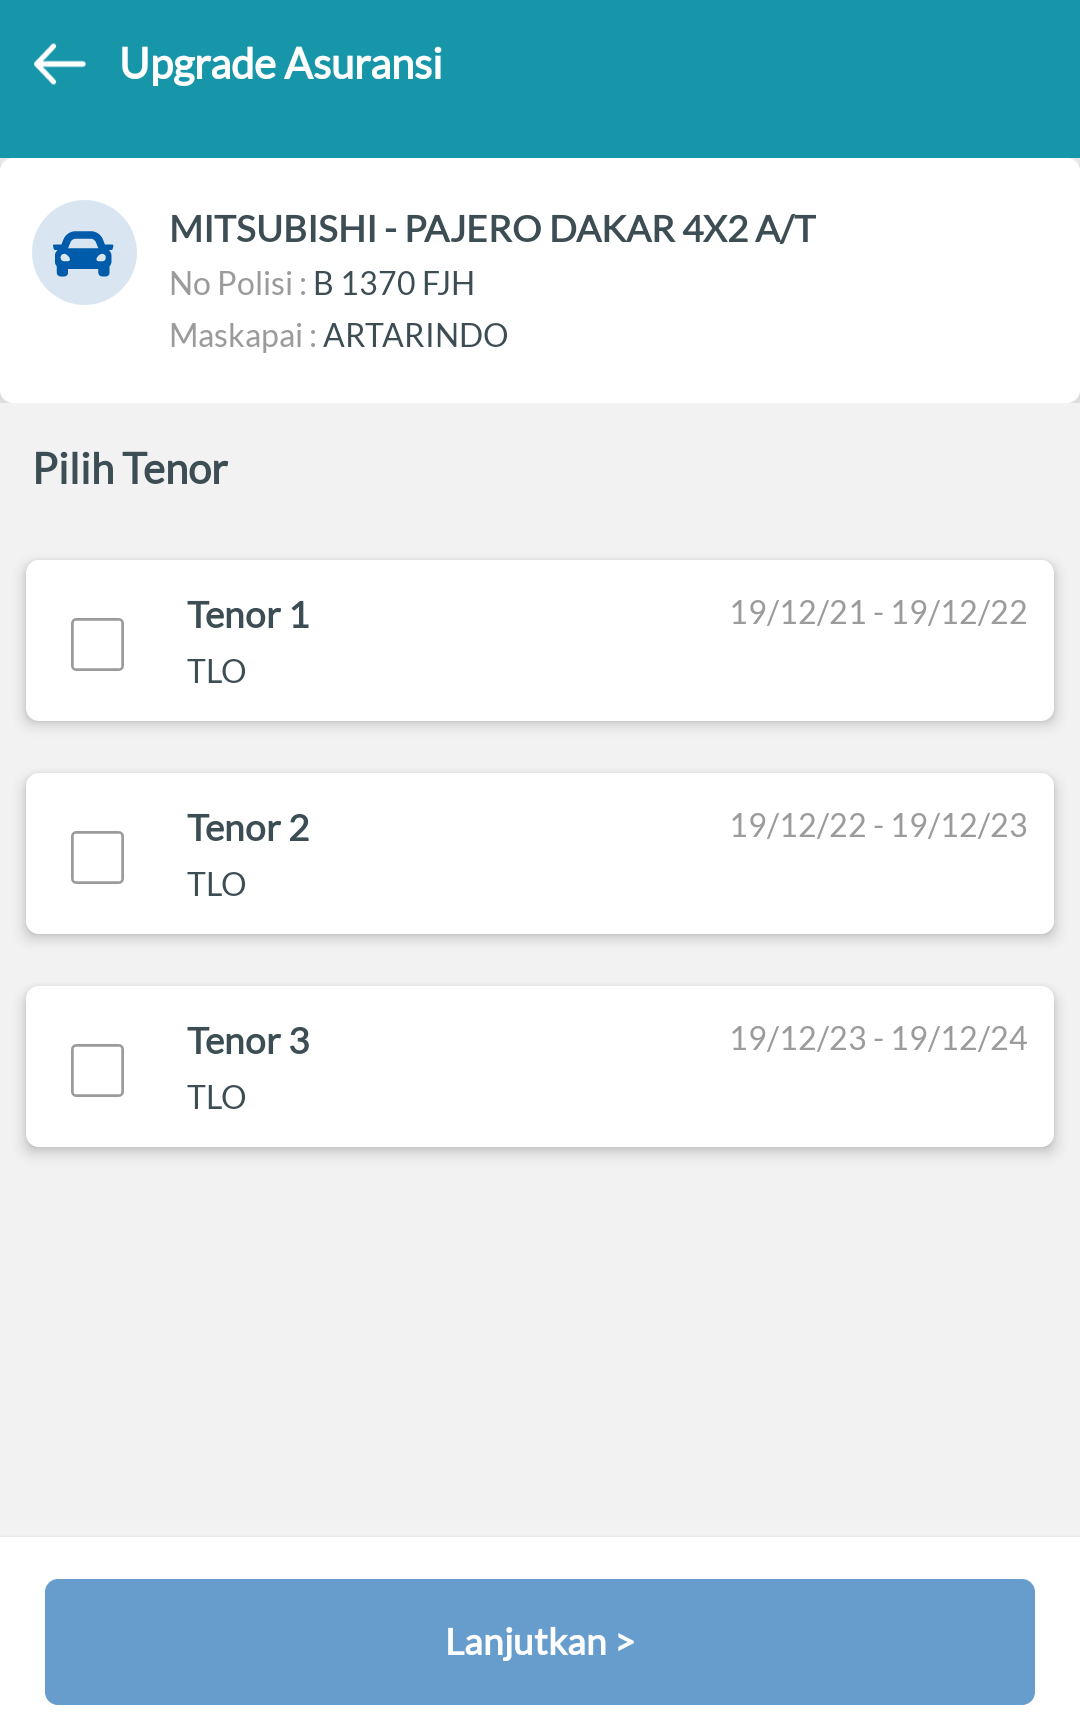 Upgrade Asuransi
MITSUBISHI - PAJERO DAKAR 4X2 A/T
No Polisi : B 1370 FJH
Maskapai : ARTARINDO
Pilih Tenor
Tenor 1
19/12/21 - 19/12/22
TLO
Tenor 2
19/12/22 - 19/12/23
TLO
Tenor 3
19/12/23 - 19/12/24
TLO
Lanjutkan >